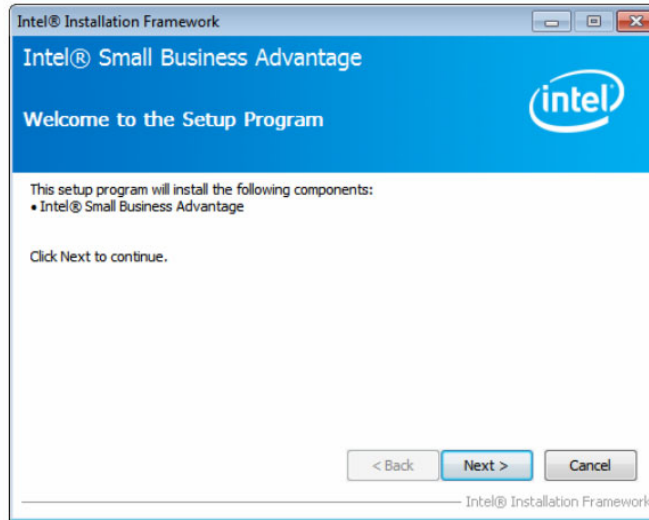 Intel® Installation Framework
Intel® Small Business Advantage
intel
Welcome to the Setup Program
This setup program will install the following components:
• Intel® Small Business Advantage
Click Next to continue.
< Back Next > Cancel
Intel® Installation Framework